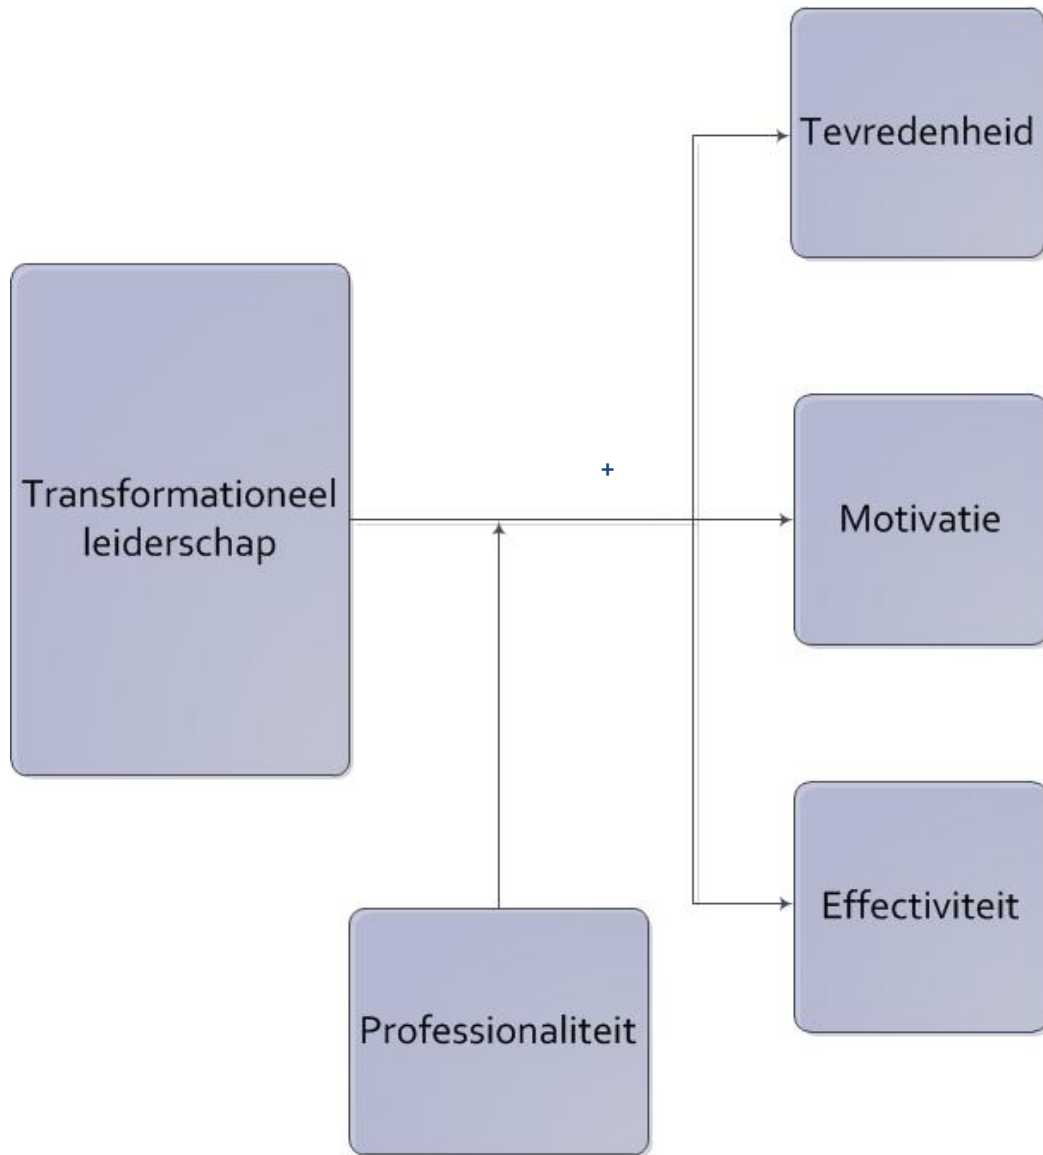 Tevredenheid
+
Transformationeel
leiderschap
Motivatie
Effectiviteit
Professionaliteit